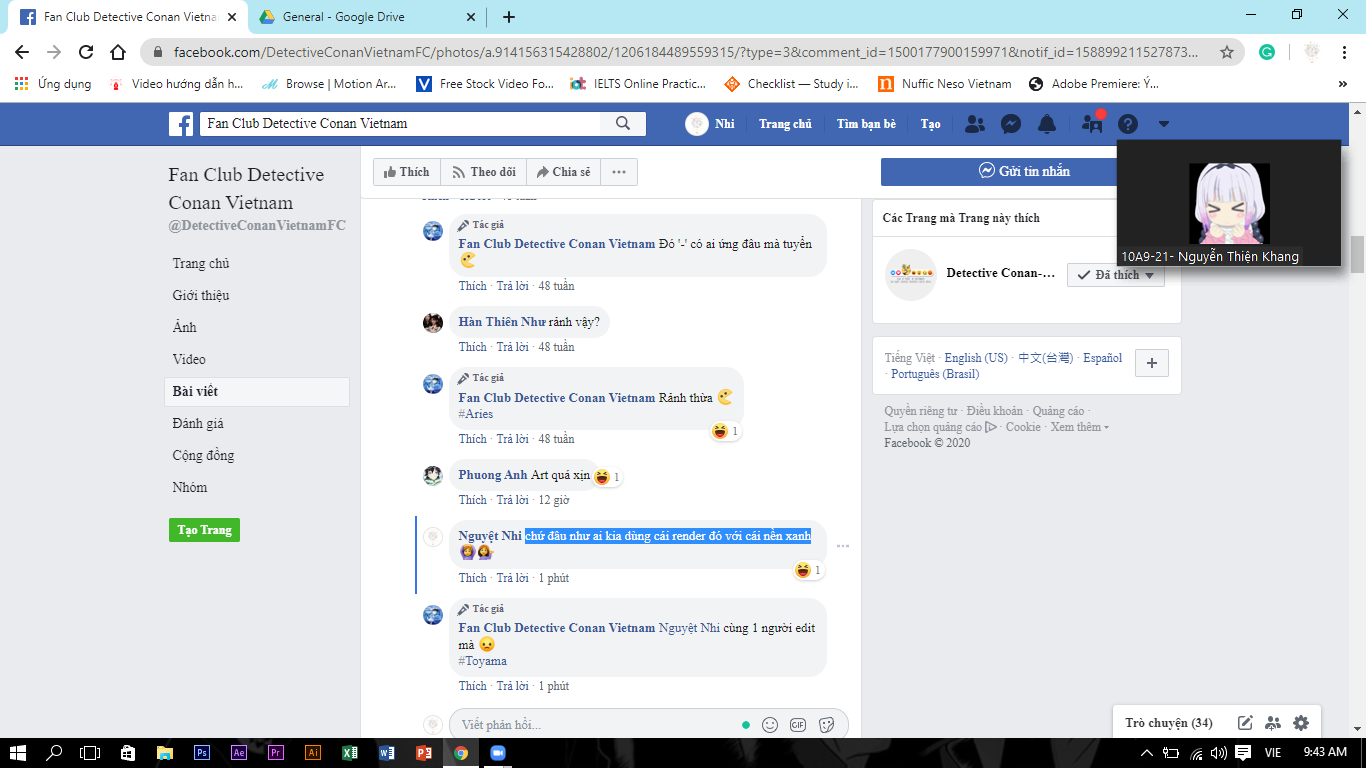 Fan Club Detective Conan Vietna
General - Google Drive
facebook.com/DetectiveConanVietnamFC/photos/a.914156315428802/1206184489559315/?type=3&comment_id=1500177900159971&notif_id=158899211527873...
Ứng dụng
Video hướng dẫn h...
Browse | Motion Ar...
Free Stock Video Fo...
IELTS Online Practic...
Checklist — Study i...
Nuffic Neso Vietnam
Adobe Premiere: Ý...
Fan Club Detective Conan Vietnam
Nhi
Trang chủ
Tìm bạn bè
Tạo
Fan Club Detective
Conan Vietnam
@DetectiveConanVietnamFC
Trang chủ
Giới thiệu
Ảnh
Video
Bài viết
Đánh giá
Cộng đồng
Nhóm
Tạo Trang
Thích
Theo dõi
Chia sẻ
Gửi tin nhắn
Tác giả
Fan Club Detective Conan Vietnam Đó '-' có ai ứng đâu mà tuyển
Thích · Trả lời · 48 tuần
Hàn Thiên Như rảnh vậy?
Thích · Trả lời · 48 tuần
Tác giả
Fan Club Detective Conan Vietnam Rảnh thừa
#Aries
1
Thích · Trả lời · 48 tuần
Phuong Anh Art quá xịn
1
Thích · Trả lời · 12 giờ
Nguyệt Nhi chứ đâu như ai kia dùng cái render đó với cái nền xanh
1
Thích · Trả lời · 1 phút
Tác giả
Fan Club Detective Conan Vietnam Nguyệt Nhi cùng 1 người edit
mà
#Toyama
Thích · Trả lời · 1 phút
Viết phản hồi...
GIF
Các Trang mà Trang này thích
Detective Conan-...
Đã thích
10A9-21- Nguyễn Thiện Khang
Tiếng Việt · English (US) · 中文(台灣) · Español
· Português (Brasil)
Quyền riêng tư · Điều khoản · Quảng cáo ·
Lựa chọn quảng cáo · Cookie · Xem thêm
Facebook © 2020
Trò chuyện (34)
Ps
Ae
Pr
Ai
VIE
9:43 AM